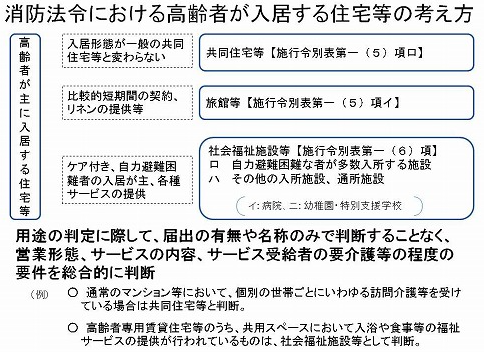 消防法令における高齢者が入居する住宅等の考え方
高齢者が主に入居する住宅等
入居形態が一般の共同
住宅等と変わらない
共同住宅等【施行令別表第一（5）項ロ】
比較的短期間の契約、
リネンの提供等
旅館等【施行令別表第一（5）項イ】
ケア付き、自力避難困
難者の入居が主、各種
サービスの提供
社会福祉施設等【施行令別表第一（6）項】
ロ　自力避難困難な者が多数入所する施設
ハ　その他の入所施設、通所施設
イ：病院、ニ：幼稚園・特別支援学校
用途の判定に際して、届出の有無や名称のみで判断することなく、
営業形態、サービスの内容、サービス受給者の要介護等の程度の
要件を総合的に判断
（例）　○　通常のマンション等において、個別の世帯ごとにいわゆる訪問介護等を受け
ている場合は共同住宅等と判断。
○　高齢者専用賃貸住宅等のうち、共用スペースにおいて入浴や食事等の福祉
サービスの提供が行われているものは、社会福祉施設等として判断。